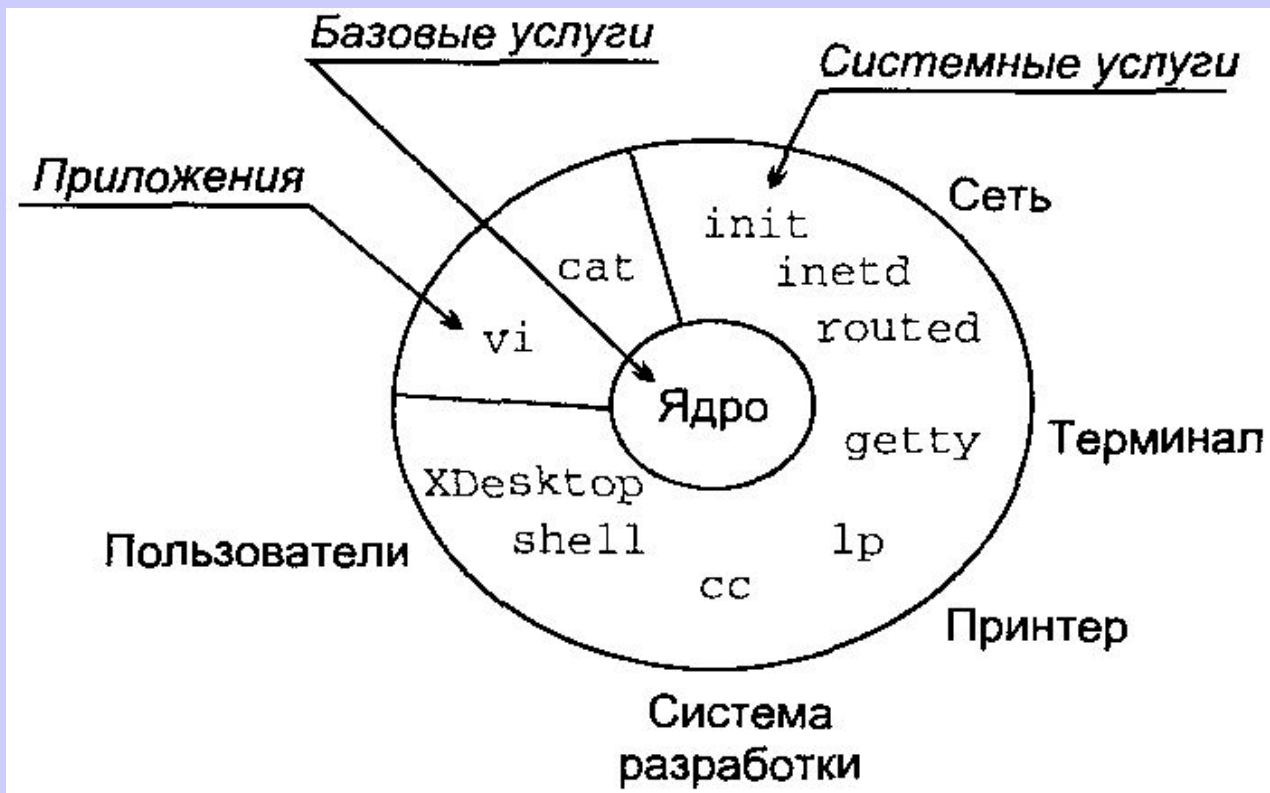 Базовые услуги
Системные услуги
Приложения
Сеть
init
cat
inetd
routed
vi
Ядро
getty
Терминал
XDesktop
Пользователи
shell
lp
cc
Принтер
Система
разработки